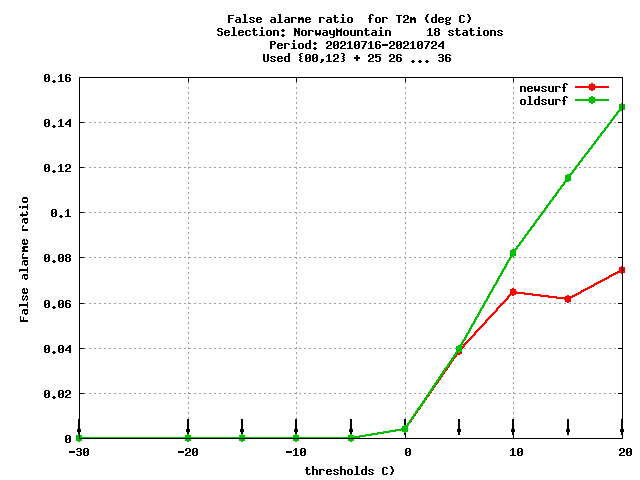 False alarme ratio  for T2m (deg C)
Selection: NorwayMountain     18 stations
Period: 20210716-20210724
Used {00,12} + 25 26 ... 36
newsurf
oldsurf
0.16
0.14
0.12
0.1
0.08
0.06
0.04
0.02
0
False alarme ratio
-30
-20
-10
0
10
20
thresholds C)